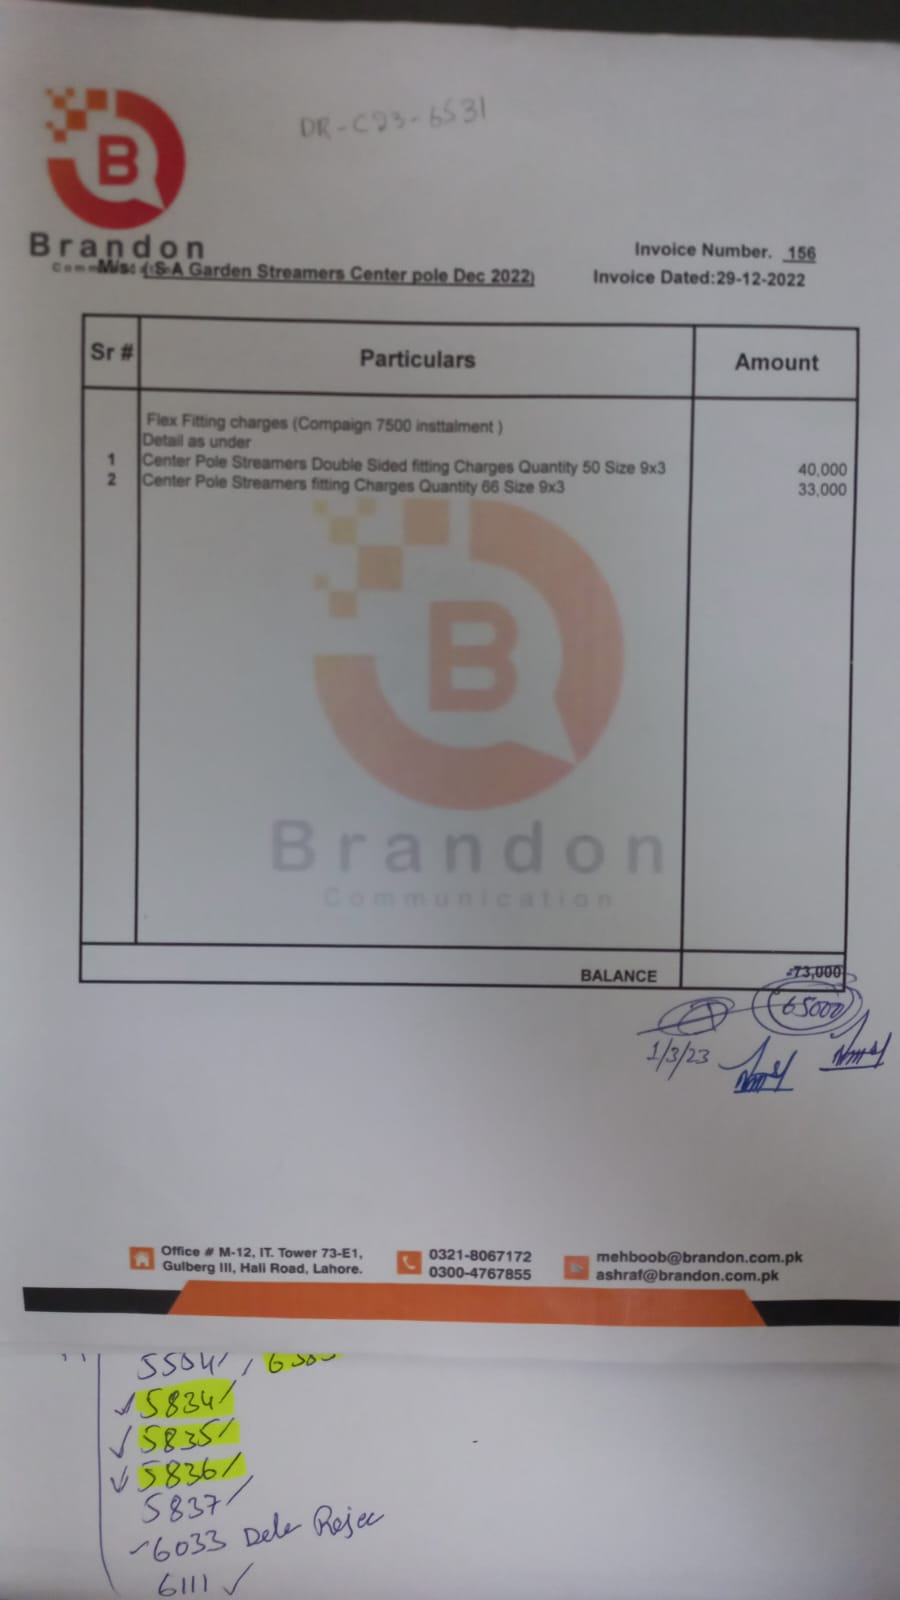 DR-C23-6531
B
Brandon
Invoice Number. 156
M/s: (S A Garden Streamers Center pole Dec 2022)
Invoice Dated:29-12-2022
Sr # Particulars Amount
Flex Fitting charges (Compaign 7500 insttalment )
Detail as under
1 Center Pole Streamers Double Sided fitting Charges Quantity 50 Size 9x3 40,000
2 Center Pole Streamers fitting Charges Quantity 66 Size 9x3 33,000
B
Brandon
Communication
BALANCE 73,000
65000
1/3/23
Office # M-12, IT. Tower 73-E1,
Gulberg III, Hali Road, Lahore.
0321-8067172
0300-4767855
mehboob@brandon.com.pk
ashraf@brandon.com.pk
5504/,
5834/
5835/
5836/
5837/
6033
6111